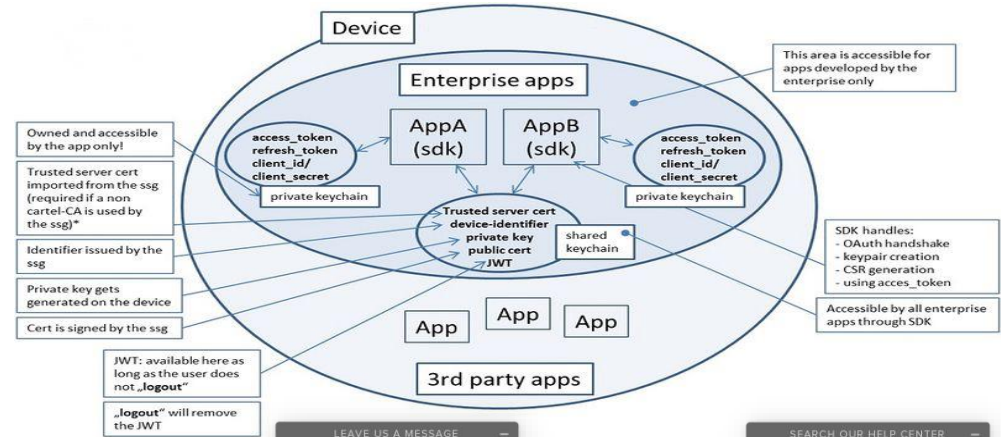 Device
Enterprise apps
This area is accessible for
apps developed by the
enterprise only
AppA
(sdk)
AppB
(sdk)
access_token
refresh_token
client_id/
client_secret
private keychain
access_token
refresh_token
client_id/
client_secret
private keychain
Owned and accessible
by the app only!
Trusted server cert
imported from the ssg
(required if a non
cartel-CA is used by
the ssg)*
Identifier issued by the
ssg
Private key gets
generated on the device
Cert is signed by the ssg
JWT: available here as
long as the user does
not „logout“
„logout“ will remove
the JWT
Trusted server cert
device-identifier
private key
public cert
JWT
shared
keychain
SDK handles:
- OAuth handshake
- keypair creation
- CSR generation
- using acces_token
Accessible by all enterprise
apps through SDK
App
App
App
3rd party apps
LEAVE US A MESSAGE
SEARCH OUR HELP CENTER